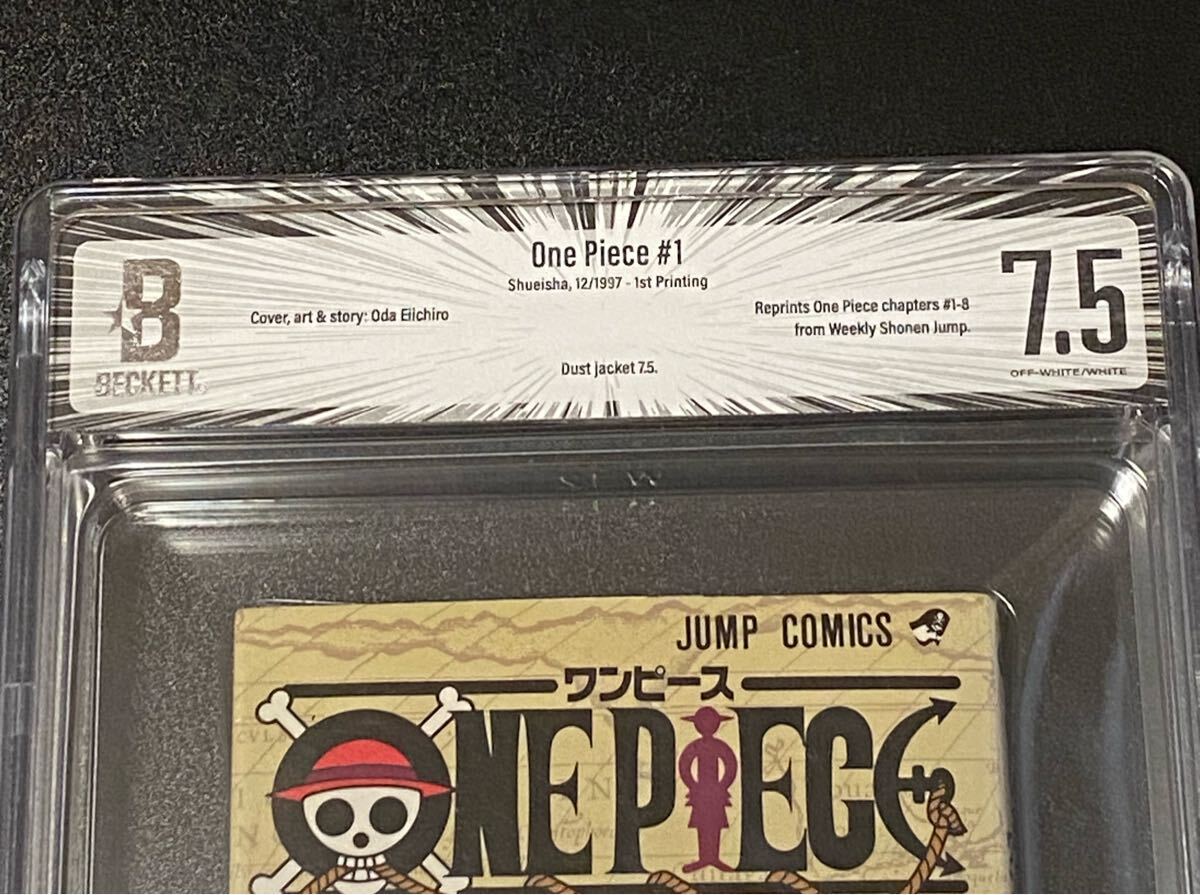 One Piece #1
Shueisha, 12/1997 - 1st Printing
B
BECKETT
Cover, art & story: Oda Eiichiro
Reprints One Piece chapters #1-8
from Weekly Shonen Jump.
Dust jacket 7.5.
7.5
OFF-WHITE/WHITE
JUMP COMICS
ワンピース
ONE PIECE